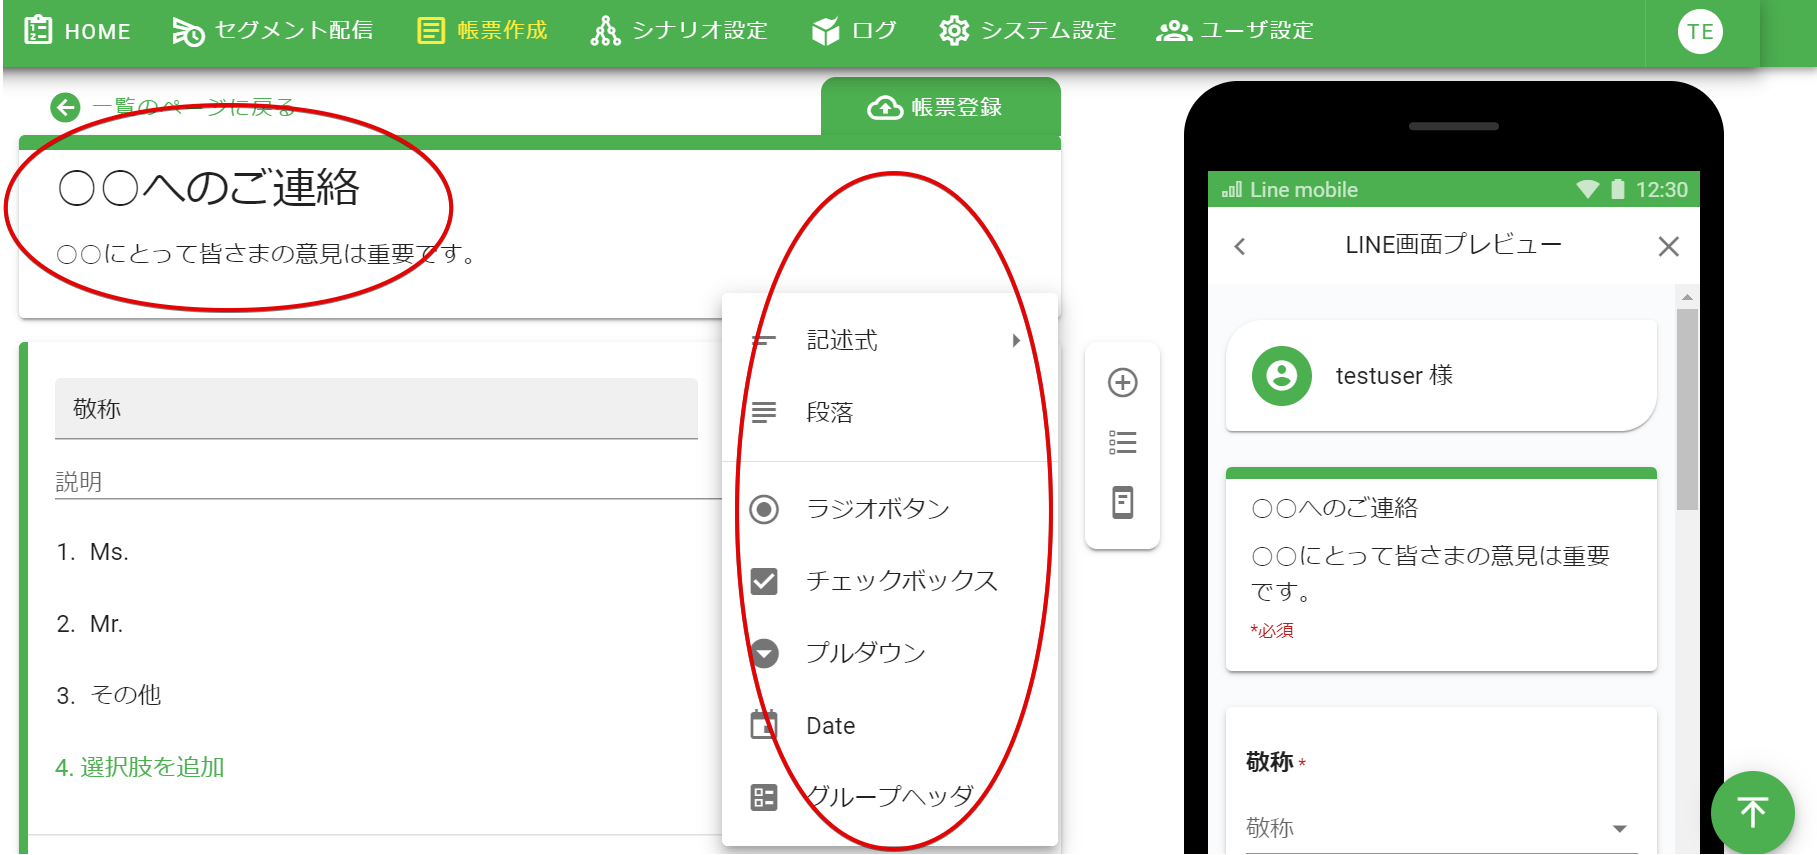 HOME セグメント配信 帳票作成 シナリオ設定 ログ システム設定 ユーザ設定 TE
一覧のページに戻る
帳票登録
〇〇へのご連絡
〇〇にとって皆さまの意見は重要です。
敬称
説明
1. Ms.
2. Mr.
3. その他
4. 選択肢を追加
記述式
段落
ラジオボタン
チェックボックス
プルダウン
Date
グループヘッダ
Line mobile 12:30
LINE画面プレビュー
testuser 様
〇〇へのご連絡
〇〇にとって皆さまの意見は重要
です。
*必須
敬称 *
敬称